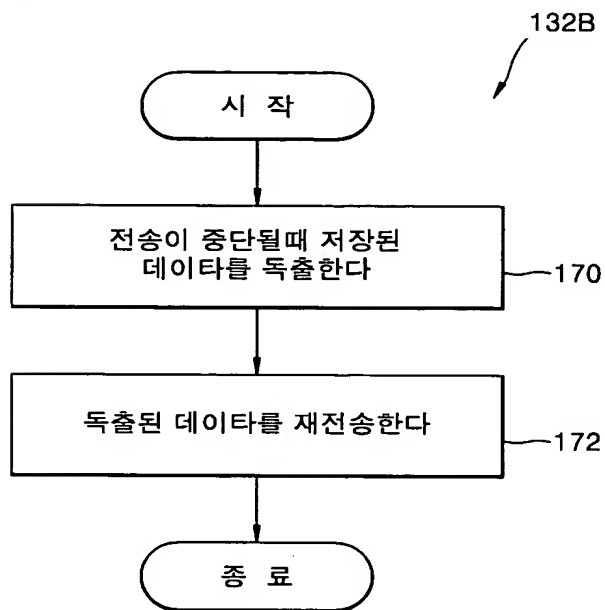 132B
시 작
전송이 중단될때 저장된
데이타를 독출한다
170
독출된 데이타를 재전송한다
172
종 료